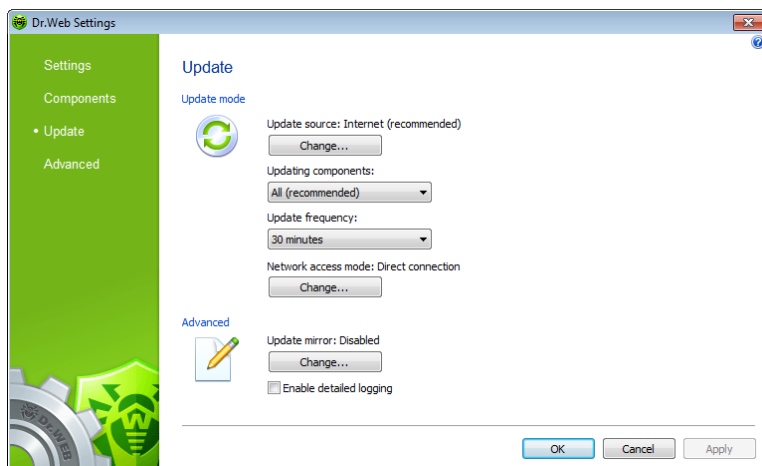 Dr.Web Settings
Settings
Components
• Update
Advanced
Update
Update mode
Update source: Internet (recommended)
Change...
Updating components:
All (recommended)
Update frequency:
30 minutes
Network access mode: Direct connection
Change...
Advanced
Update mirror: Disabled
Change...
Enable detailed logging
Dr.WEB
OK
Cancel
Apply